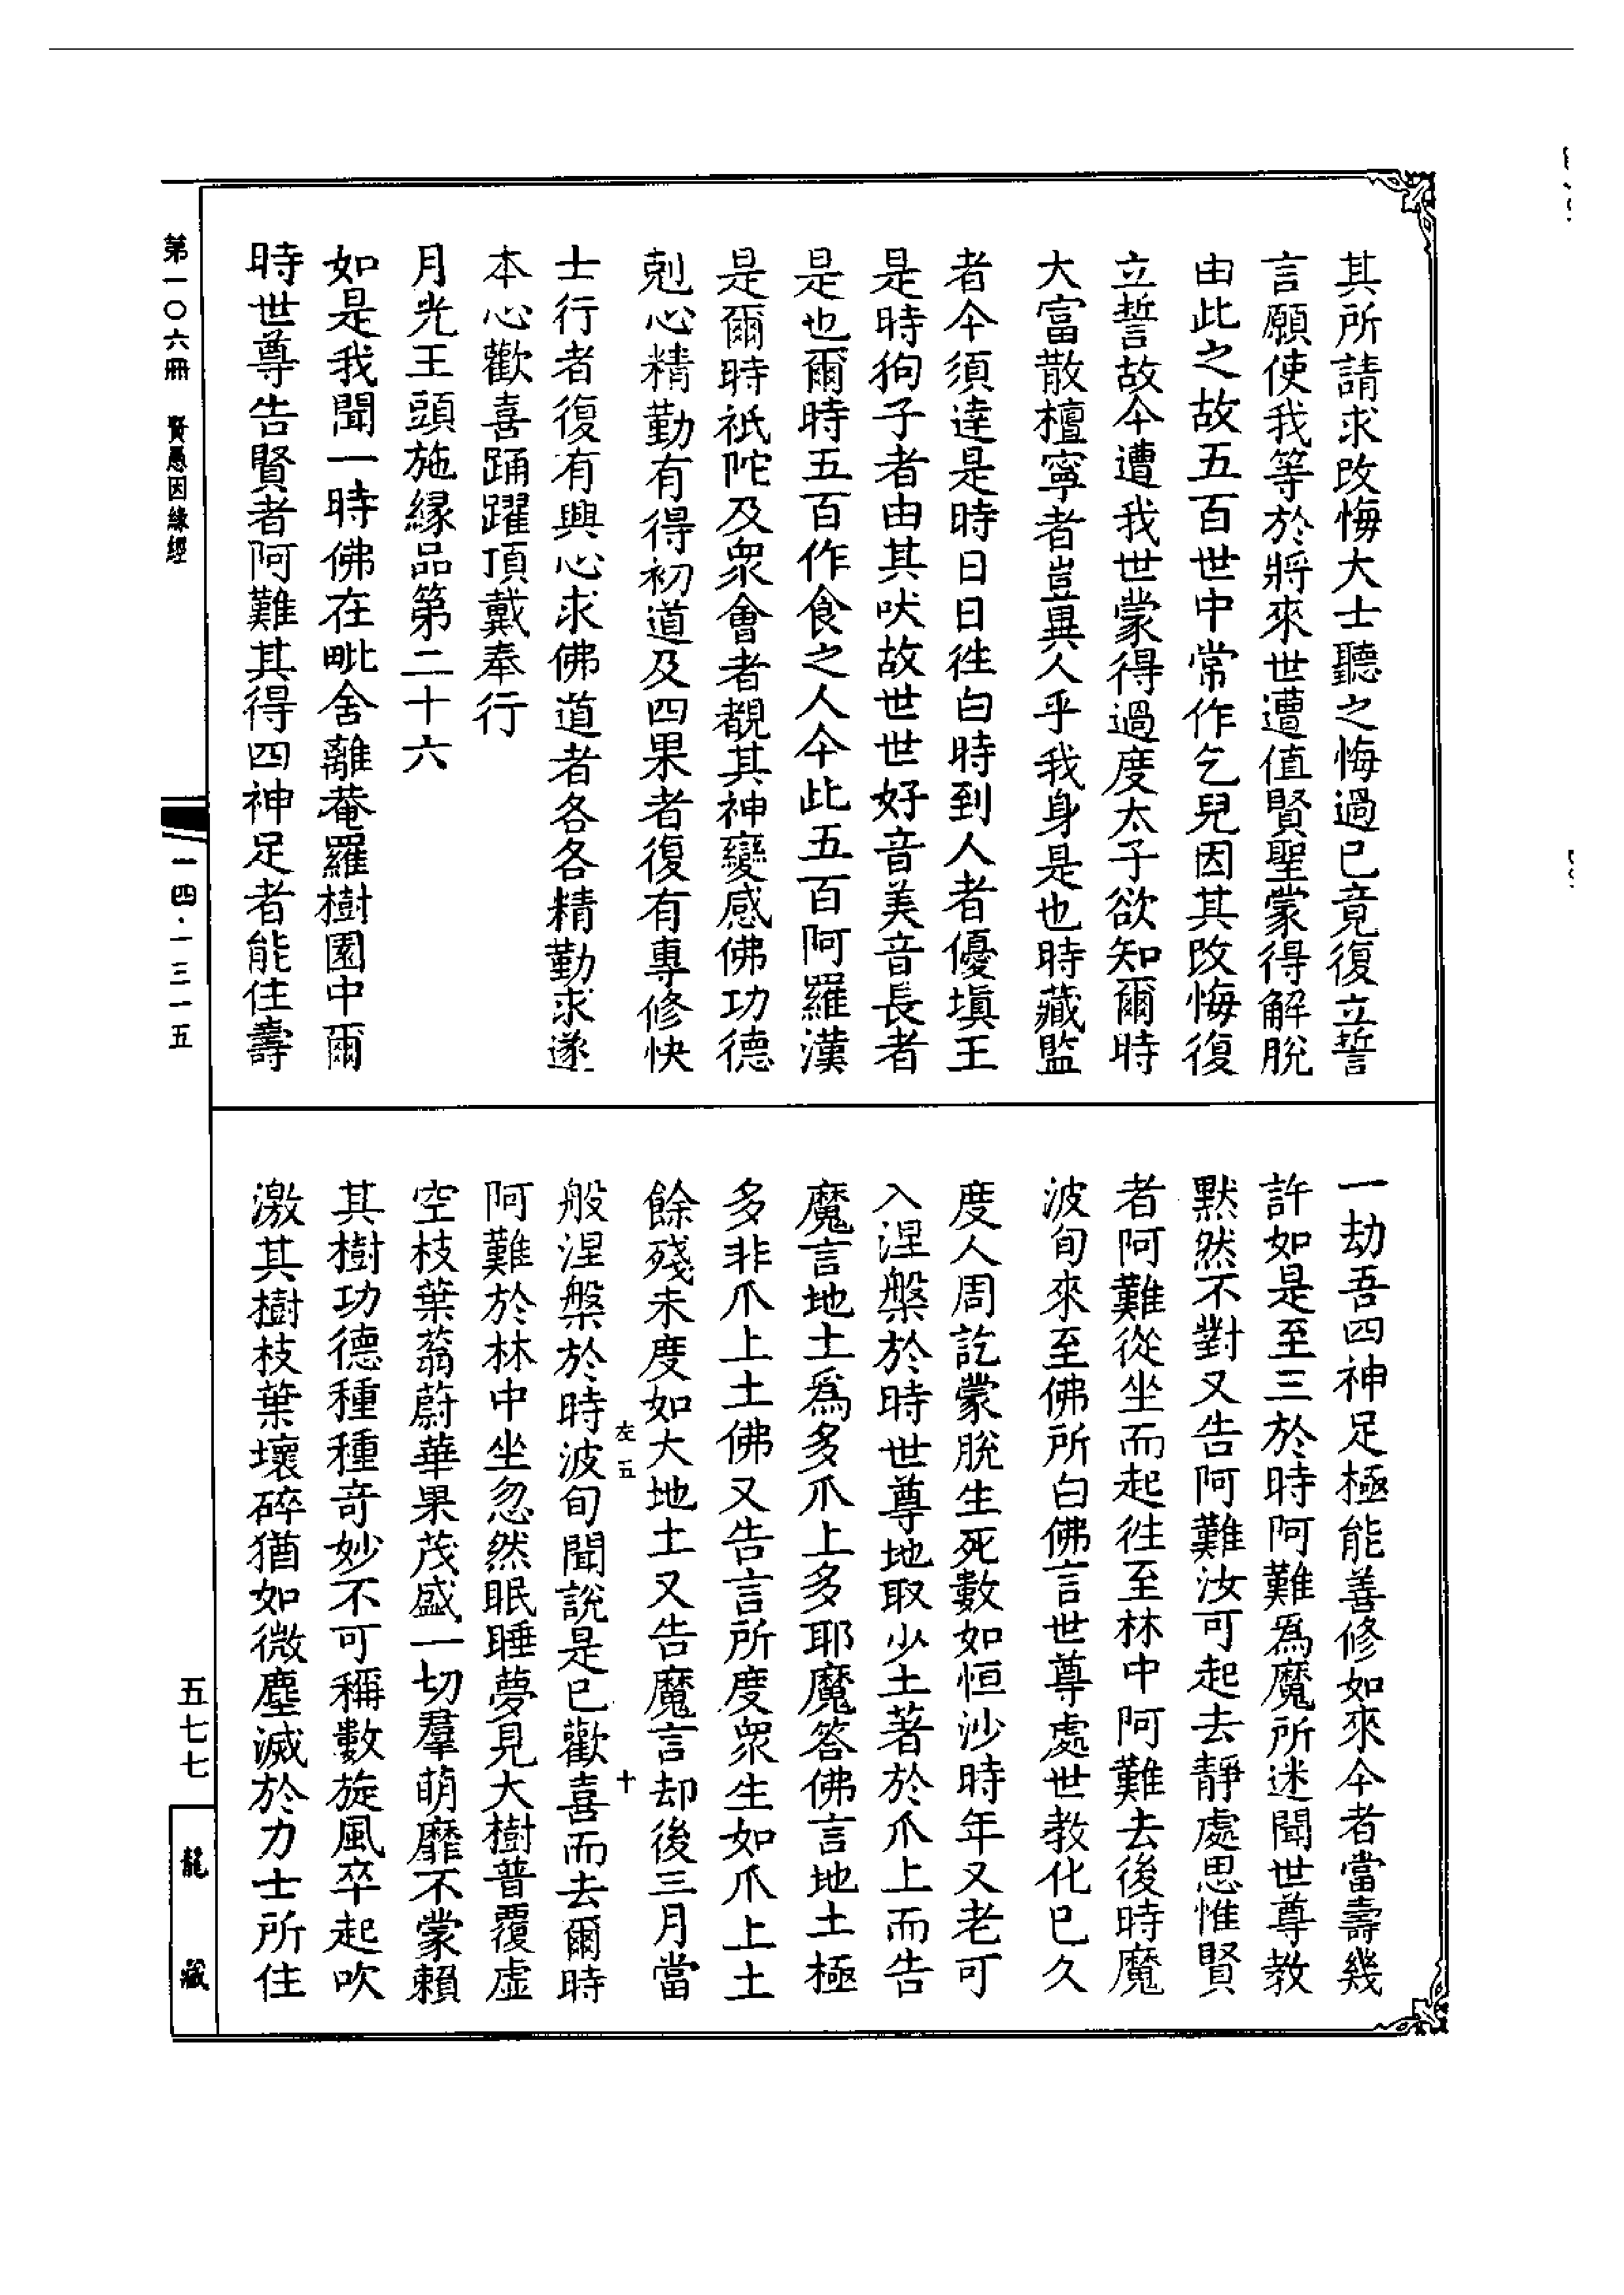 其所請求改悔大士聽之悔過已竟復立誓
言願使我等於將來世遭值賢聖蒙得解脫
由此之故五百世中常作乞兒因其改悔復
立誓故今遭我世蒙得過度太子欲知爾時
大富散檀寧者豈異人乎我身是也時藏監
者今須達是時日日往白時到人者優填王
是時狗子者由其吠故世世好音美音長者
是也爾時五百作食之人今此五百阿羅漢
是爾時祇陀及眾會者覩其神變感佛功德
剋心精勤有得初道及四果者復有專修快
士行者復有興心求佛道者各各精勤求遂
本心歡喜踊躍頂戴奉行
月光王頭施緣品第二十六
如是我聞一時佛在毗舍離菴羅樹園中爾
時世尊告賢者阿難其得四神足者能住壽
一劫吾四神足極能善修如來今者當壽幾
許如是至三於時阿難為魔所迷聞世尊教
默然不對又告阿難汝可起去靜處思惟賢
者阿難從坐而起往至林中阿難去後時魔
波旬來至佛所白佛言世尊處世教化已久
度人周訖蒙脫生死數如恒沙時年又老可
入涅槃於時世尊地取少土著於爪上而告
魔言地土為多爪上多耶魔答佛言地土極
多非爪上土佛又告言所度眾生如爪上土
餘殘未度如大地土又告魔言却後三月當
左五 十
般涅槃於時波旬聞說是已歡喜而去爾時
阿難於林中坐忽然眠睡夢見大樹普覆虛
空枝葉蓊蔚華果茂盛一切羣萌靡不蒙賴
其樹功德種種奇妙不可稱數旋風卒起吹
激其樹枝葉壞碎猶如微塵滅於力士所住
第一〇六冊 賢愚因緣經
一四·一三一五
五七七
龍藏